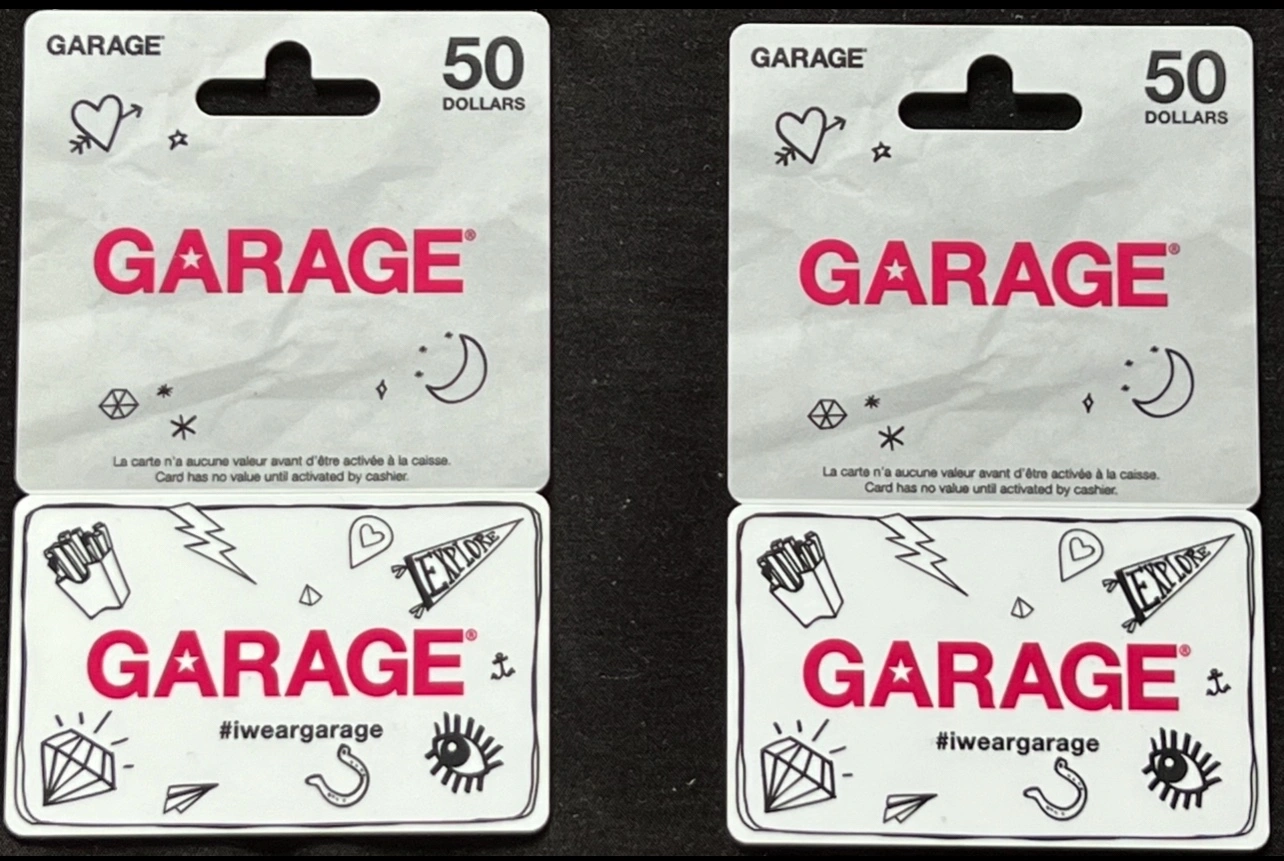 GARAGE
50
DOLLARS
GARAGE®
La carte n'a aucune valeur avant d'être activée à la caisse.
Card has no value until activated by cashier.
EXPLORE
GARAGE®
#iweargarage
GARAGE
50
DOLLARS
GARAGE®
La carte n'a aucune valeur avant d'être activée à la caisse.
Card has no value until activated by cashier.
EXPLORE
GARAGE®
#iweargarage